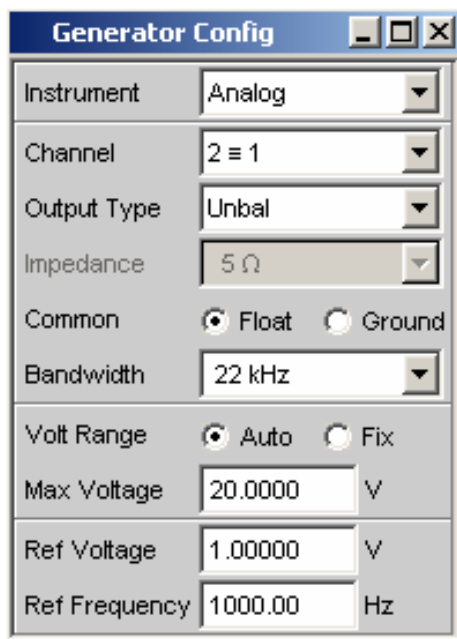 Generator Config
Instrument Analog
Channel 2 ≡ 1
Output Type Unbal
Impedance 5 Ω
Common Float Ground
Bandwidth 22 kHz
Volt Range Auto Fix
Max Voltage 20.0000 V
Ref Voltage 1.00000 V
Ref Frequency 1000.00 Hz